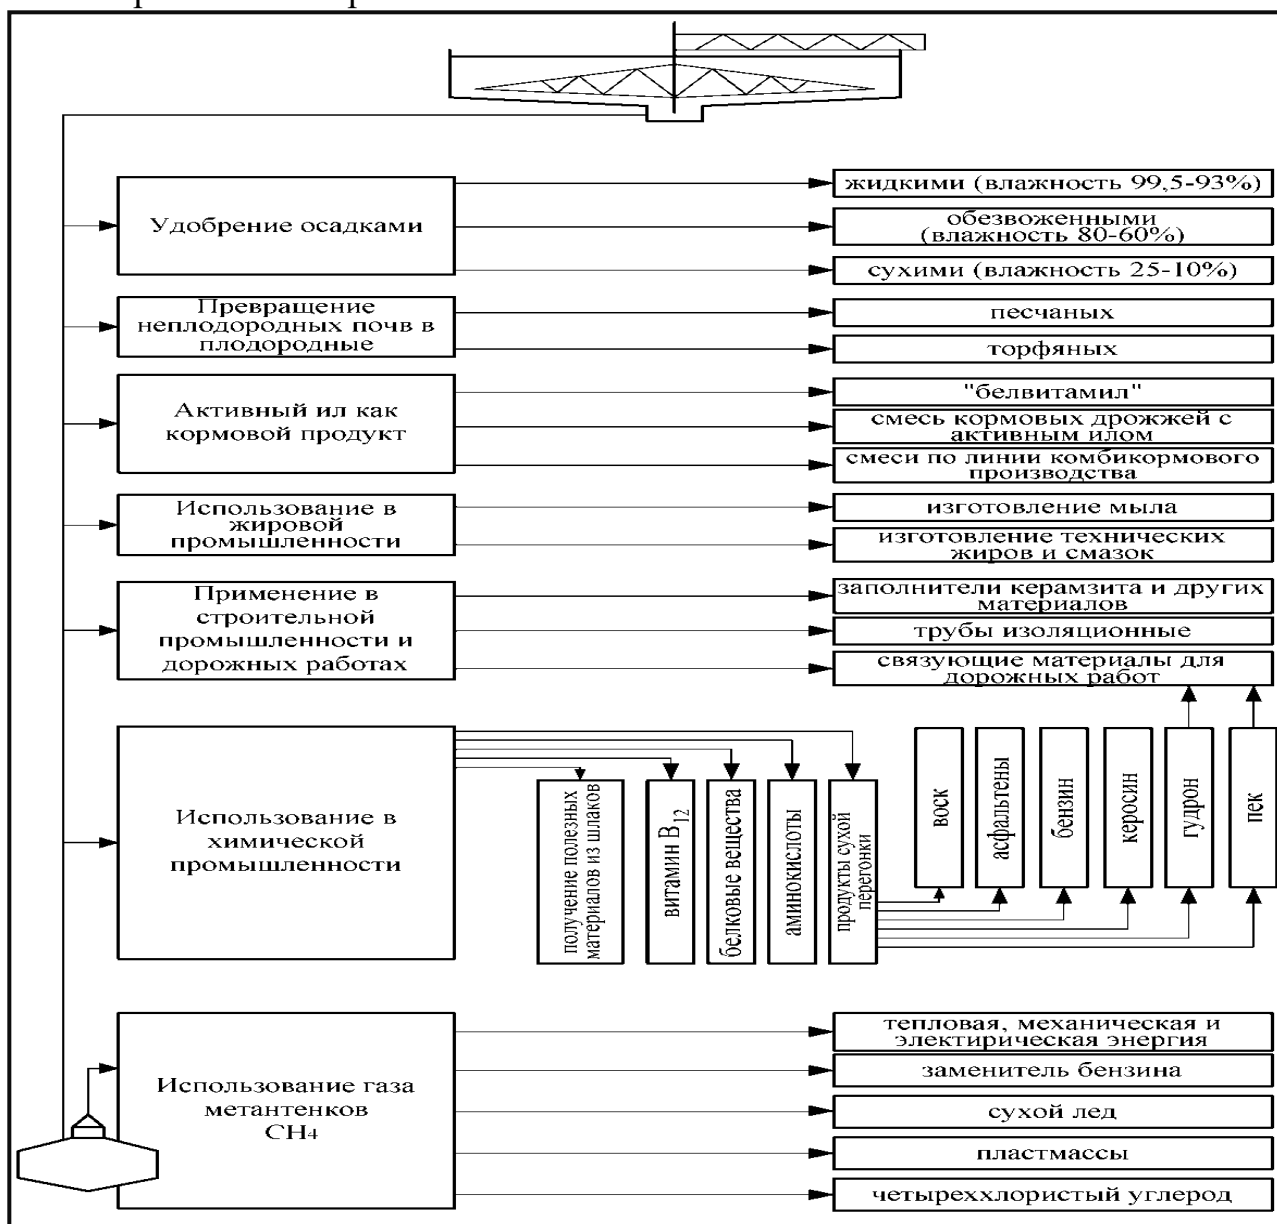 Удобрение осадками
жидкими (влажность 99,5-93%)
обезвоженными
(влажность 80-60%)
сухими (влажность 25-10%)
Превращение
неплодородных почв в
плодородные
песчаных
торфяных
Активный ил как
кормовой продукт
"белвитамил"
смесь кормовых дрожжей с
активным илом
смеси по линии комбикормового
производства
Использование в
жировой
промышленности
изготовление мыла
изготовление технических
жиров и смазок
Применение в
строительной
промышленности и
дорожных работах
заполнители керамзита и других
материалов
трубы изоляционные
связующие материалы для
дорожных работ
Использование в
химической
промышленности
получение полезных
материалов из шлаков
витамин B12
белковые вещества
аминокислоты
продукты сухой
перегонки
воск
асфальтены
бензин
керосин
гудрон
пек
Использование газа
метантенков
CH4
тепловая, механическая и
электирическая энергия
заменитель бензина
сухой лед
пластмассы
четыреххлористый углерод